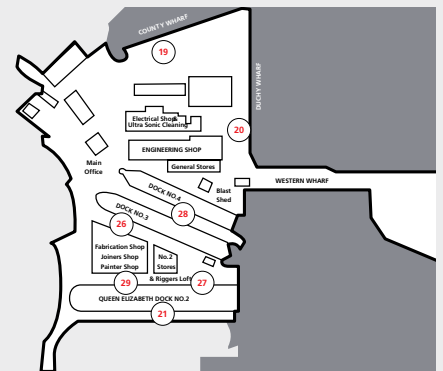 COUNTY WHARF
19
DUCHY WHARF
Electrical Shop &
Ultra Sonic Cleaning
20
ENGINEERING SHOP
General Stores
Main
Office
WESTERN WHARF
DOCK NO.4
Blast
Shed
DOCK NO.3
28
26
Fabrication Shop
Joiners Shop
Painter Shop
No.2
Stores
& Riggers Loft
29
27
QUEEN ELIZABETH DOCK NO.2
21